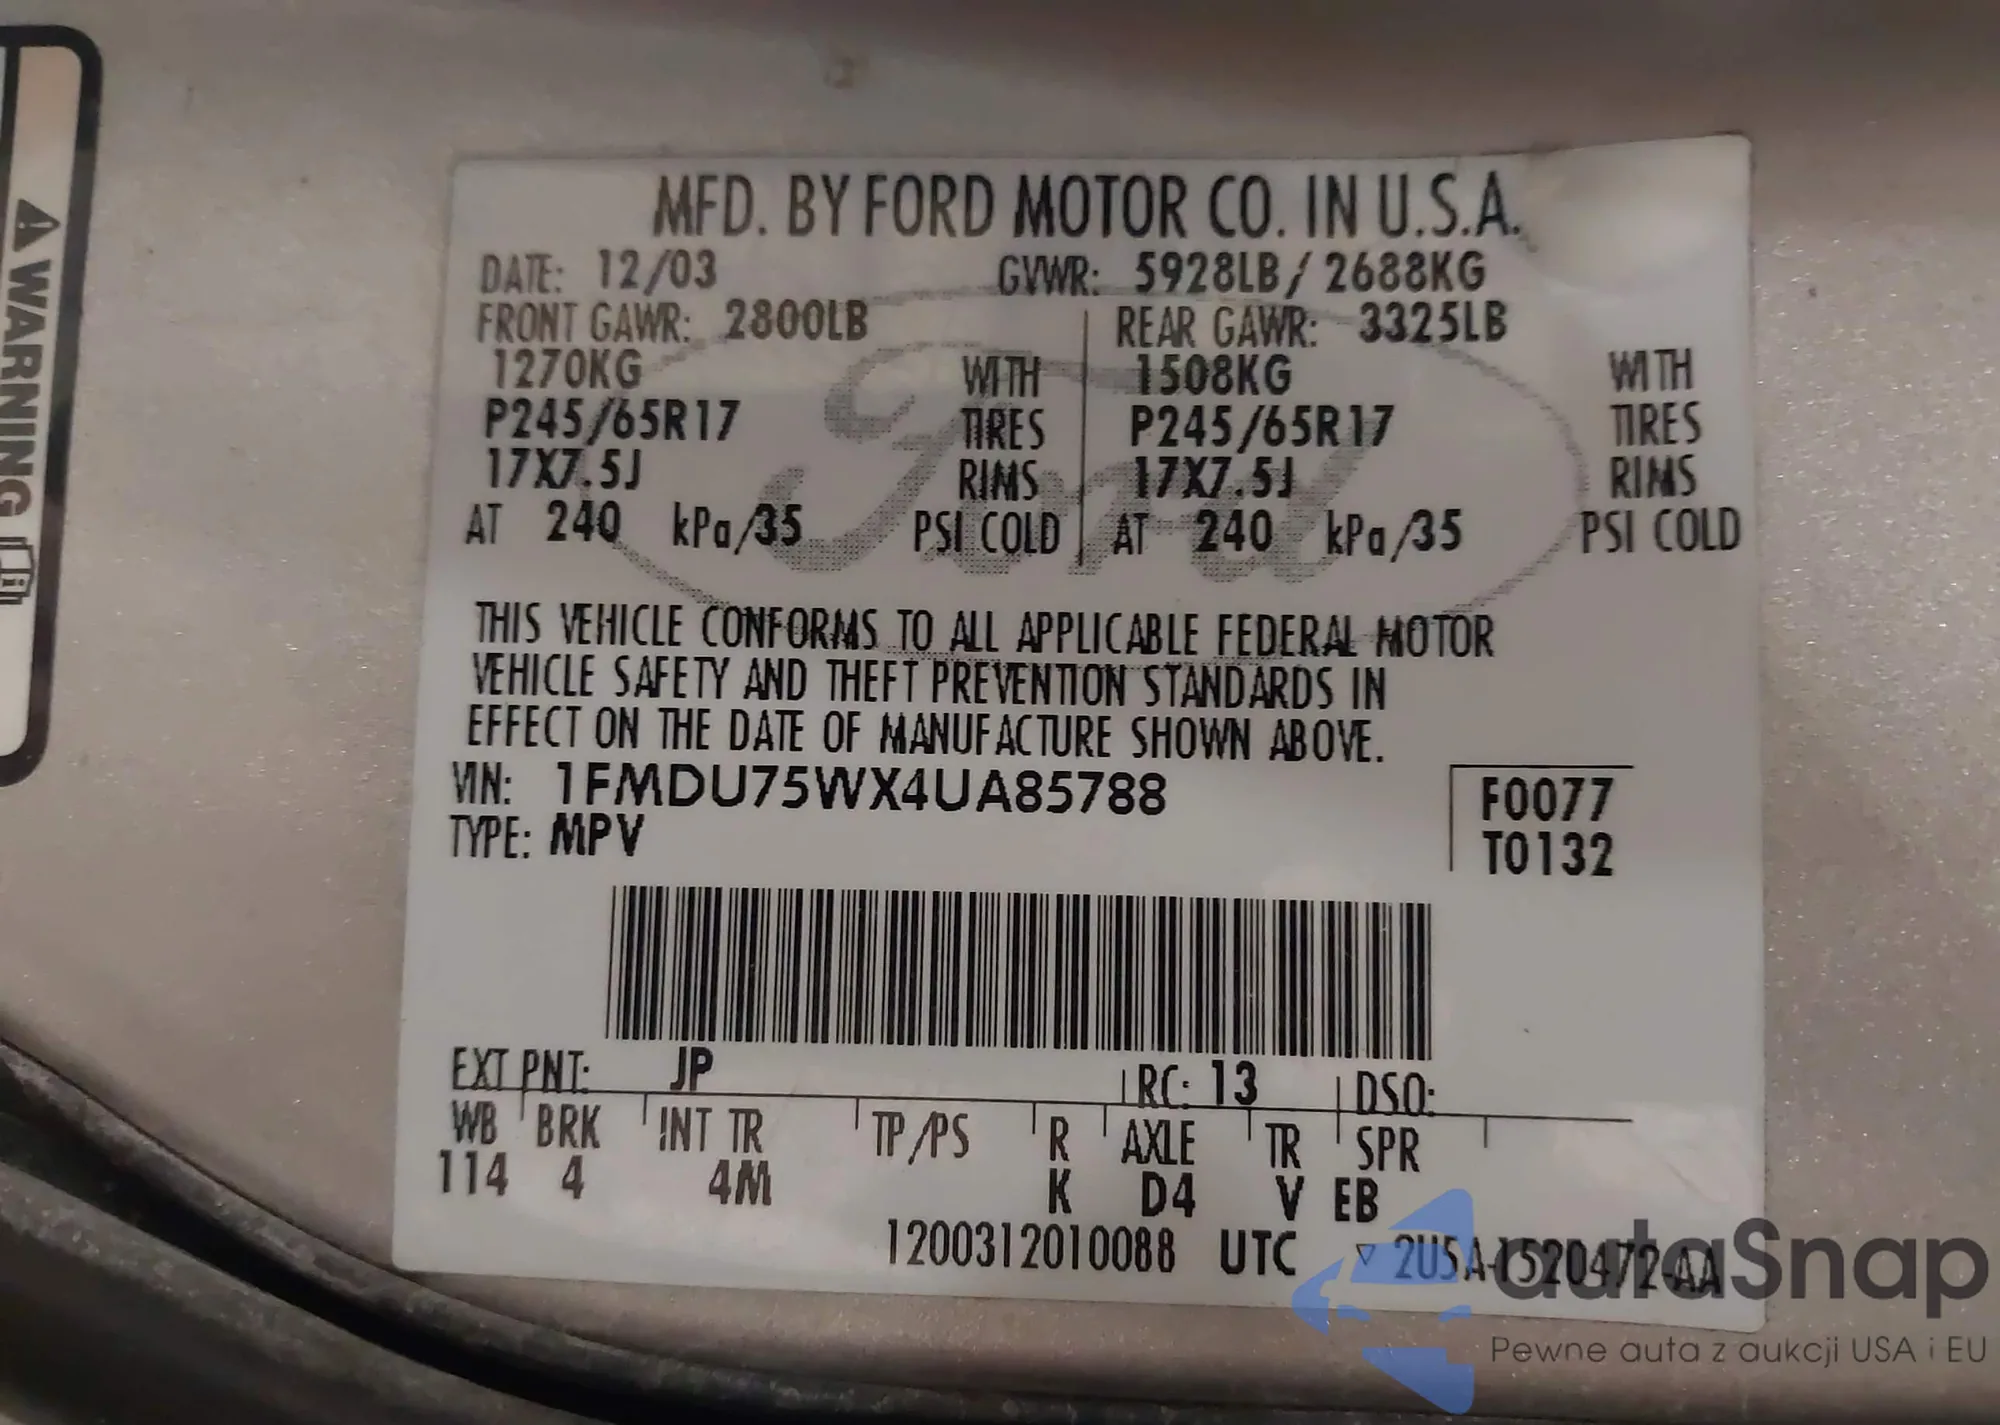 WARNING
MFD. BY FORD MOTOR CO. IN U.S.A.
DATE: 12/03 GVWR: 5928LB / 2688KG
FRONT GAWR: 2800LB REAR GAWR: 3325LB
1270KG WITH 1508KG WITH
P245/65R17 TIRES P245/65R17 TIRES
17X7.5J RIMS 17X7.5J RIMS
AT 240 kPa/35 PSI COLD AT 240 kPa/35 PSI COLD
Ford
THIS VEHICLE CONFORMS TO ALL APPLICABLE FEDERAL MOTOR
VEHICLE SAFETY AND THEFT PREVENTION STANDARDS IN
EFFECT ON THE DATE OF MANUFACTURE SHOWN ABOVE.
VIN: 1FMDU75WX4UA85788 F0077
TYPE: MPV T0132
EXT PNT: JP RC: 13 DSO:
WB BRK INT TR TP/PS R AXLE TR SPR
114 4 4M K D4 V EB
1200312010088 UTC ▽ 2U5A-1520472-AA
autaSnap
Pewne auta z aukcji USA i EU